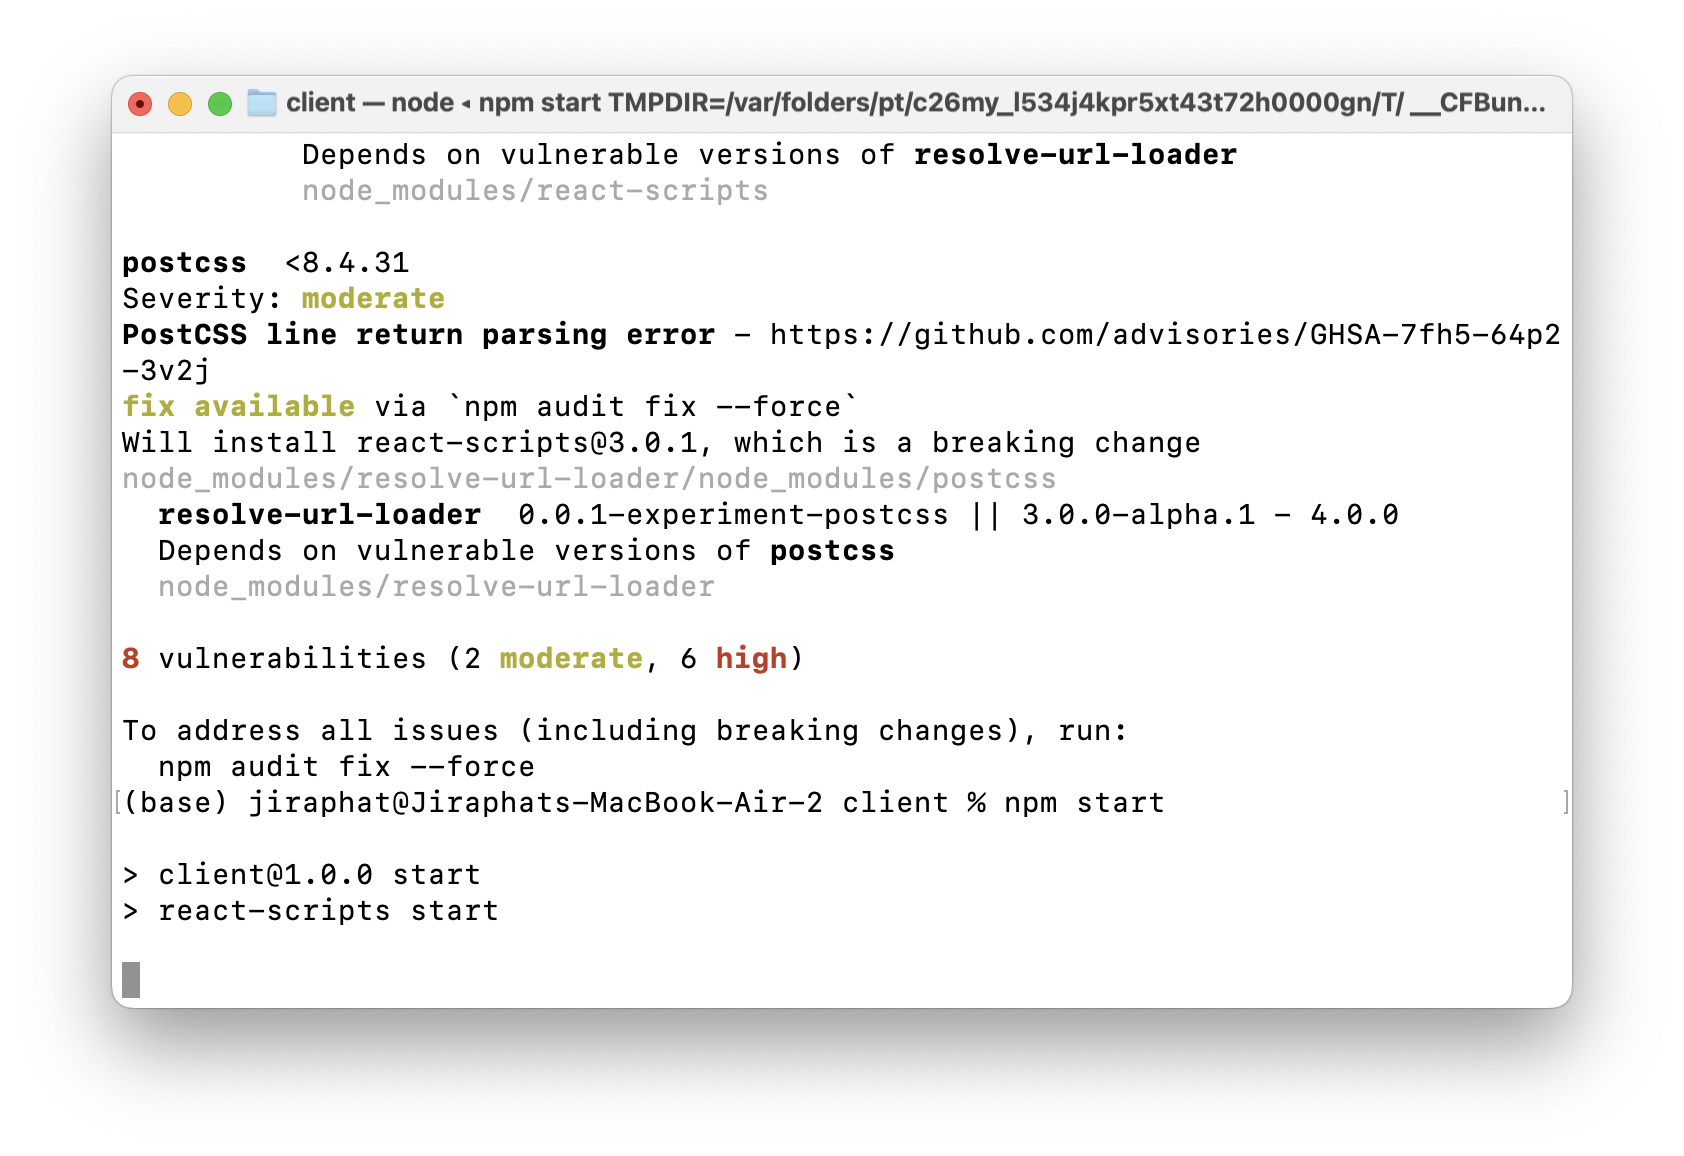 client — node ◂ npm start TMPDIR=/var/folders/pt/c26my_l534j4kpr5xt43t72h0000gn/T/ __CFBun...
Depends on vulnerable versions of resolve-url-loader
node_modules/react-scripts
postcss  <8.4.31
Severity: moderate
PostCSS line return parsing error - https://github.com/advisories/GHSA-7fh5-64p2
-3v2j
fix available via `npm audit fix --force`
Will install react-scripts@3.0.1, which is a breaking change
node_modules/resolve-url-loader/node_modules/postcss
resolve-url-loader  0.0.1-experiment-postcss || 3.0.0-alpha.1 - 4.0.0
Depends on vulnerable versions of postcss
node_modules/resolve-url-loader
8 vulnerabilities (2 moderate, 6 high)
To address all issues (including breaking changes), run:
npm audit fix --force
[(base) jiraphat@Jiraphats-MacBook-Air-2 client % npm start ]
> client@1.0.0 start
> react-scripts start